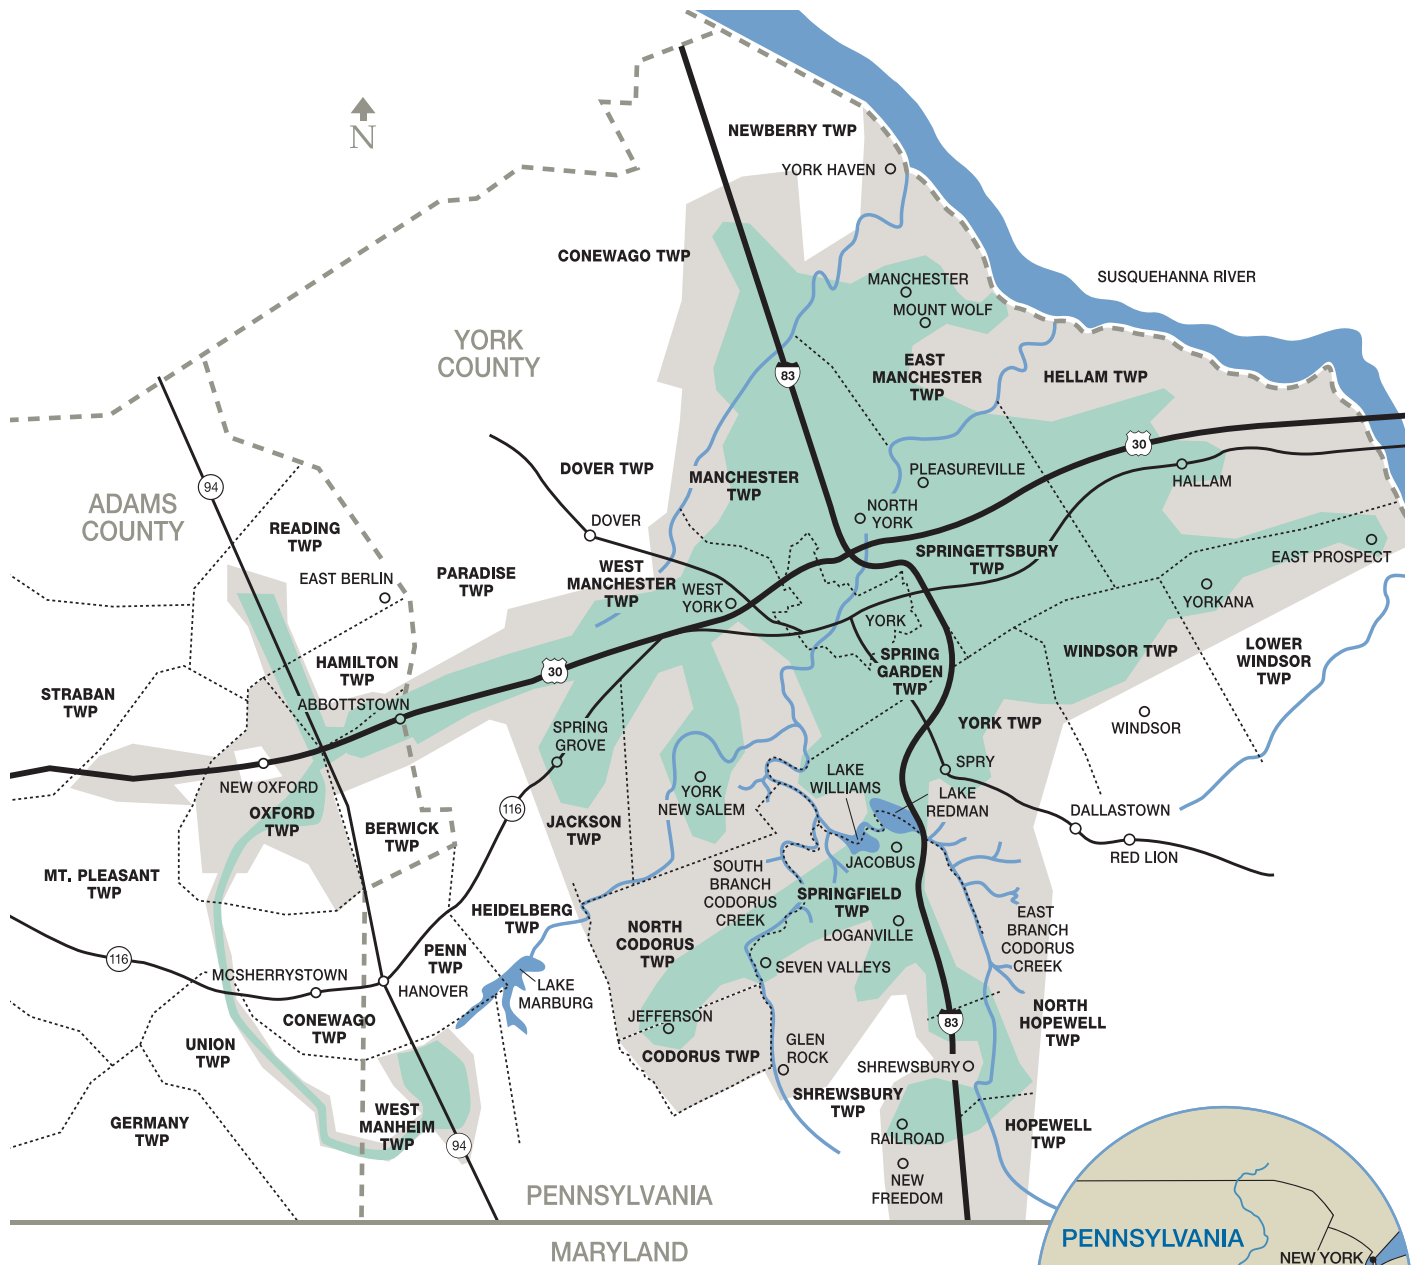 NEWBERRY TWP
N
YORK HAVEN
CONEWAGO TWP
MANCHESTER
SUSQUEHANNA RIVER
MOUNT WOLF
YORK
COUNTY
EAST
MANCHESTER
TWP
HELLAM TWP
83
30
DOVER TWP
MANCHESTER
TWP
PLEASUREVILLE
HALLAM
94
ADAMS
COUNTY
READING
TWP
DOVER
NORTH
YORK
SPRINGETTSBURY
TWP
EAST PROSPECT
EAST BERLIN
PARADISE
TWP
WEST
MANCHESTER
TWP
WEST
YORK
YORKANA
YORK
HAMILTON
TWP
30
SPRING
GARDEN
TWP
WINDSOR TWP
LOWER
WINDSOR
TWP
STRABAN
TWP
ABBOTTSTOWN
SPRING
GROVE
YORK TWP
WINDSOR
NEW OXFORD
OXFORD
TWP
YORK
NEW SALEM
LAKE
WILLIAMS
SPRY
LAKE
REDMAN
DALLASTOWN
116
BERWICK
TWP
JACKSON
TWP
RED LION
JACOBUS
MT. PLEASANT
TWP
SOUTH
BRANCH
CODORUS
CREEK
SPRINGFIELD
TWP
HEIDELBERG
TWP
NORTH
CODORUS
TWP
LOGANVILLE
EAST
BRANCH
CODORUS
CREEK
116
PENN
TWP
SEVEN VALLEYS
MCSHERRYSTOWN
HANOVER
LAKE
MARBURG
CONEWAGO
TWP
JEFFERSON
83
NORTH
HOPEWELL
TWP
UNION
TWP
CODORUS TWP
GLEN
ROCK
SHREWSBURY
SHREWSBURY
TWP
GERMANY
TWP
WEST
MANHEIM
TWP
94
RAILROAD
HOPEWELL
TWP
NEW
FREEDOM
PENNSYLVANIA
MARYLAND
PENNSYLVANIA
NEW YORK